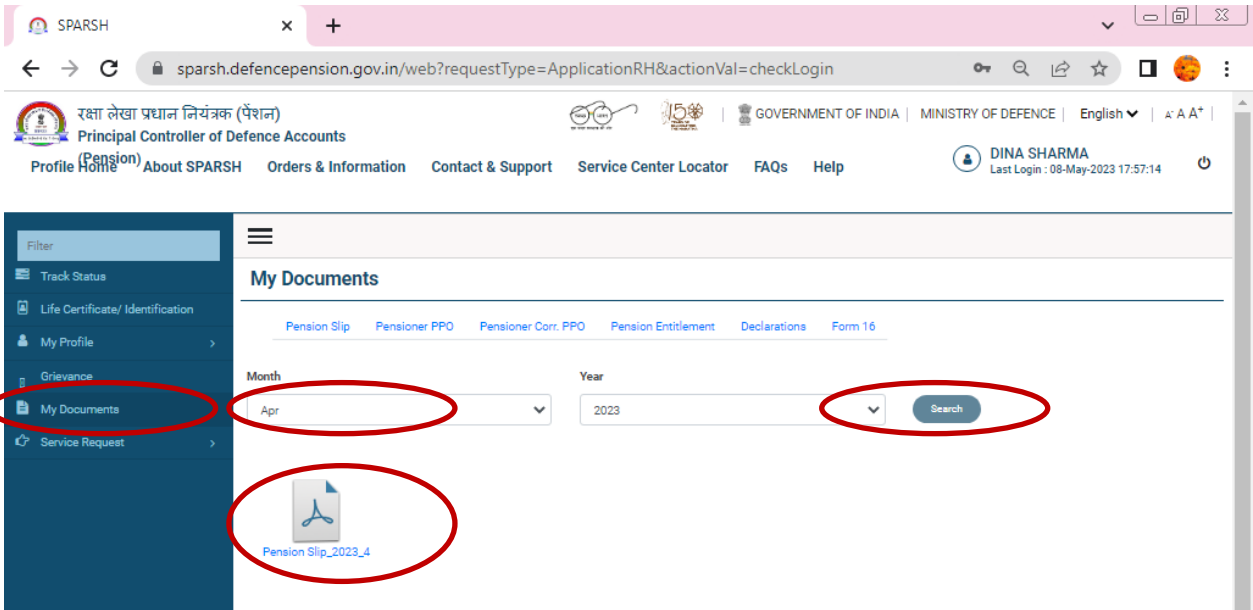 SPARSH
sparsh.defencepension.gov.in/web?requestType=ApplicationRH&actionVal=checkLogin
रक्षा लेखा प्रधान नियंत्रक (पेंशन)
Principal Controller of Defence Accounts
(Pension)
GOVERNMENT OF INDIA | MINISTRY OF DEFENCE | English | A- A A+ |
Profile Home About SPARSH Orders & Information Contact & Support Service Center Locator FAQs Help
DINA SHARMA
Last Login : 08-May-2023 17:57:14
Filter
Track Status
Life Certificate/ Identification
My Profile >
Grievance
My Documents
Service Request >
My Documents
Pension Slip Pensioner PPO Pensioner Corr. PPO Pension Entitlement Declarations Form 16
Month Year
Apr 2023 Search
Pension Slip_2023_4